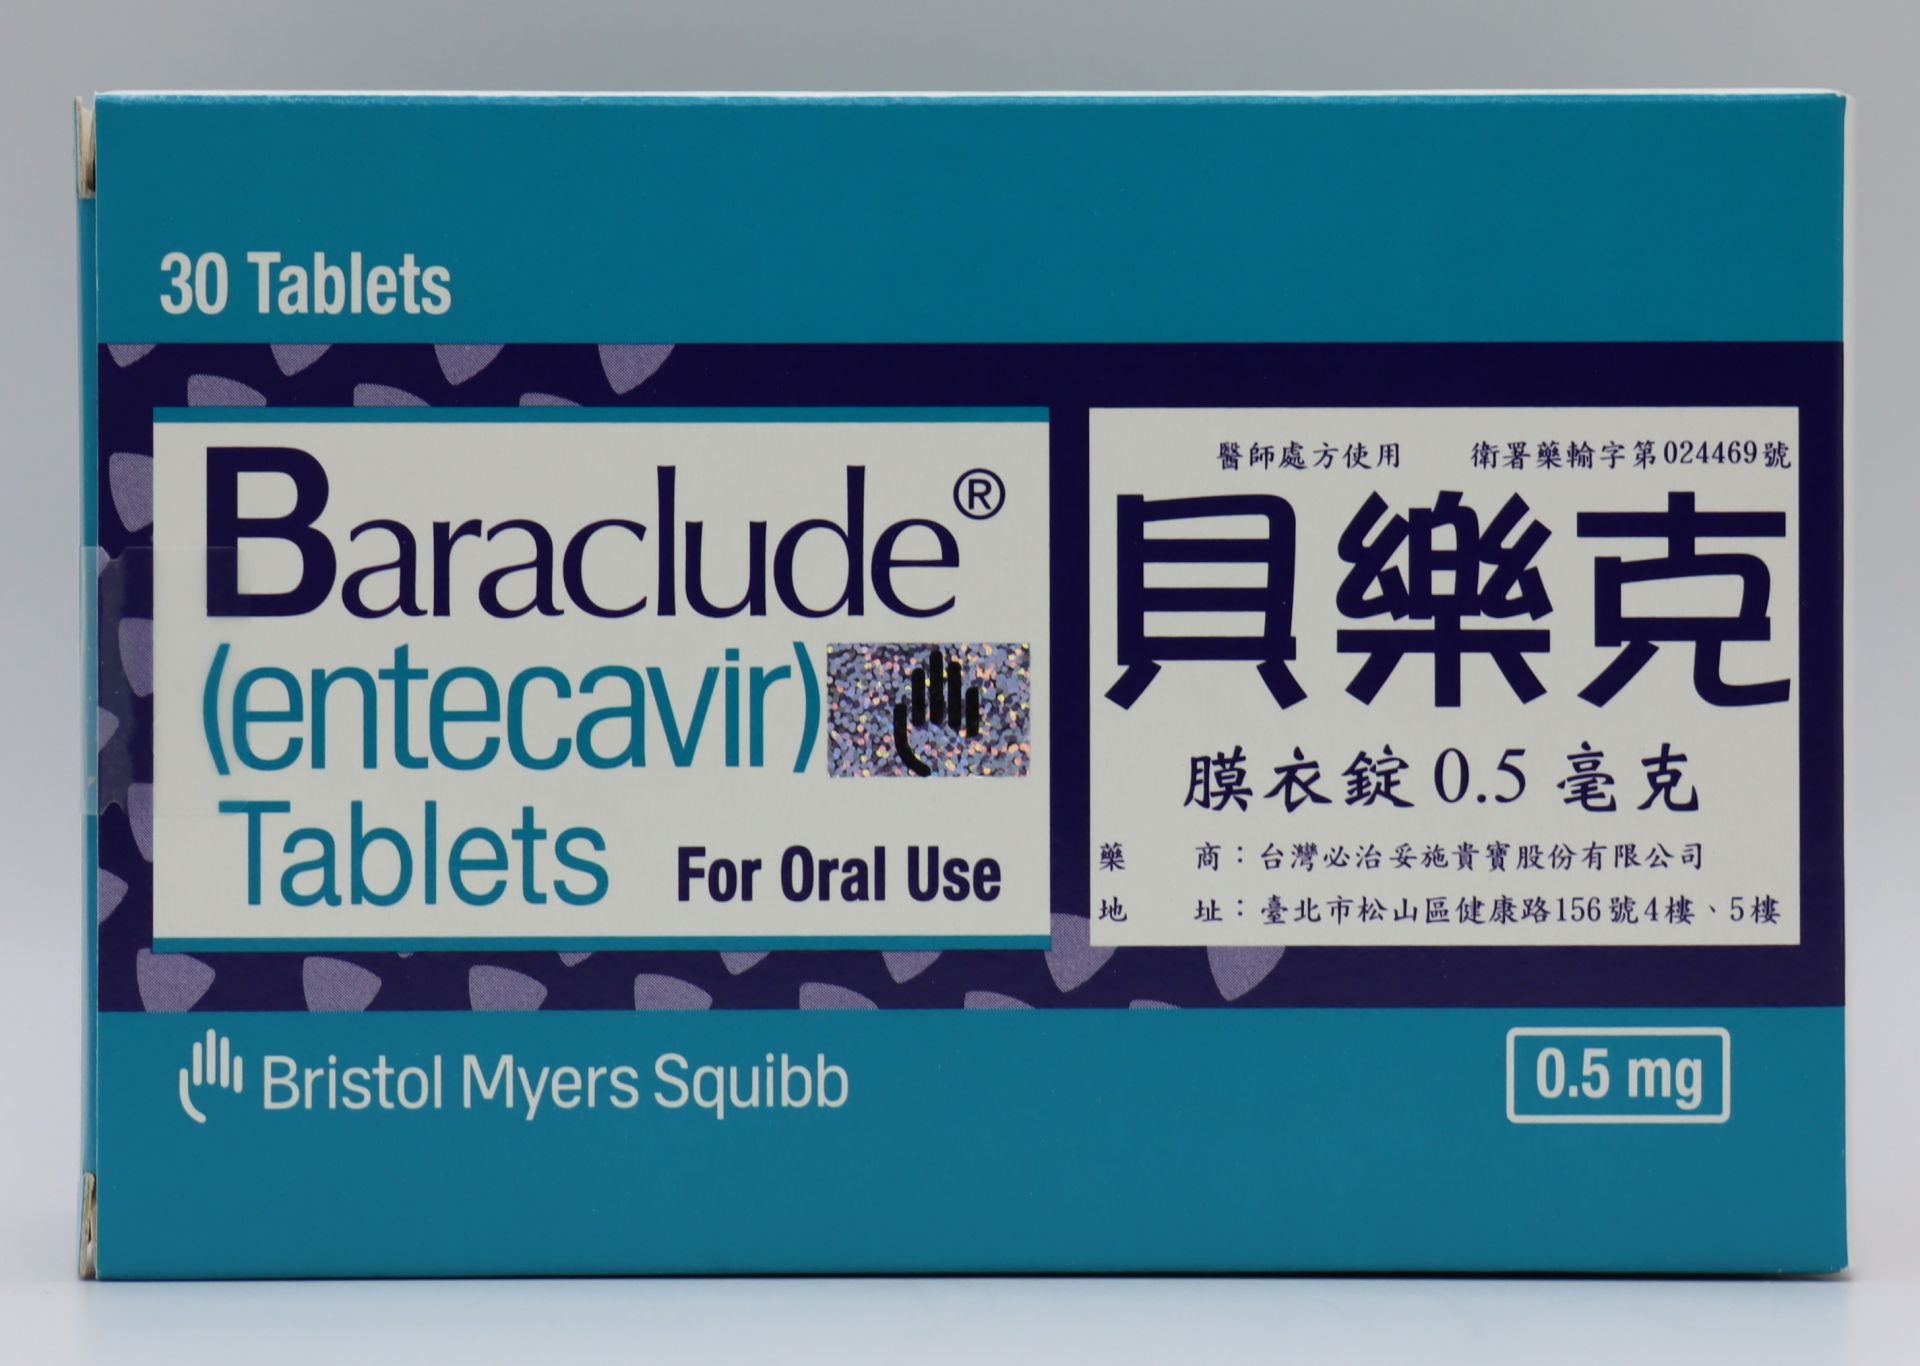 30 Tablets
Baraclude®
(entecavir)
Tablets For Oral Use
醫師處方使用 衛署藥輸字第024469號
貝樂克
膜衣錠 0.5 毫克
藥 商：台灣必治妥施貴寶股份有限公司
地 址：臺北市松山區健康路156號4樓、5樓
Bristol Myers Squibb
0.5 mg